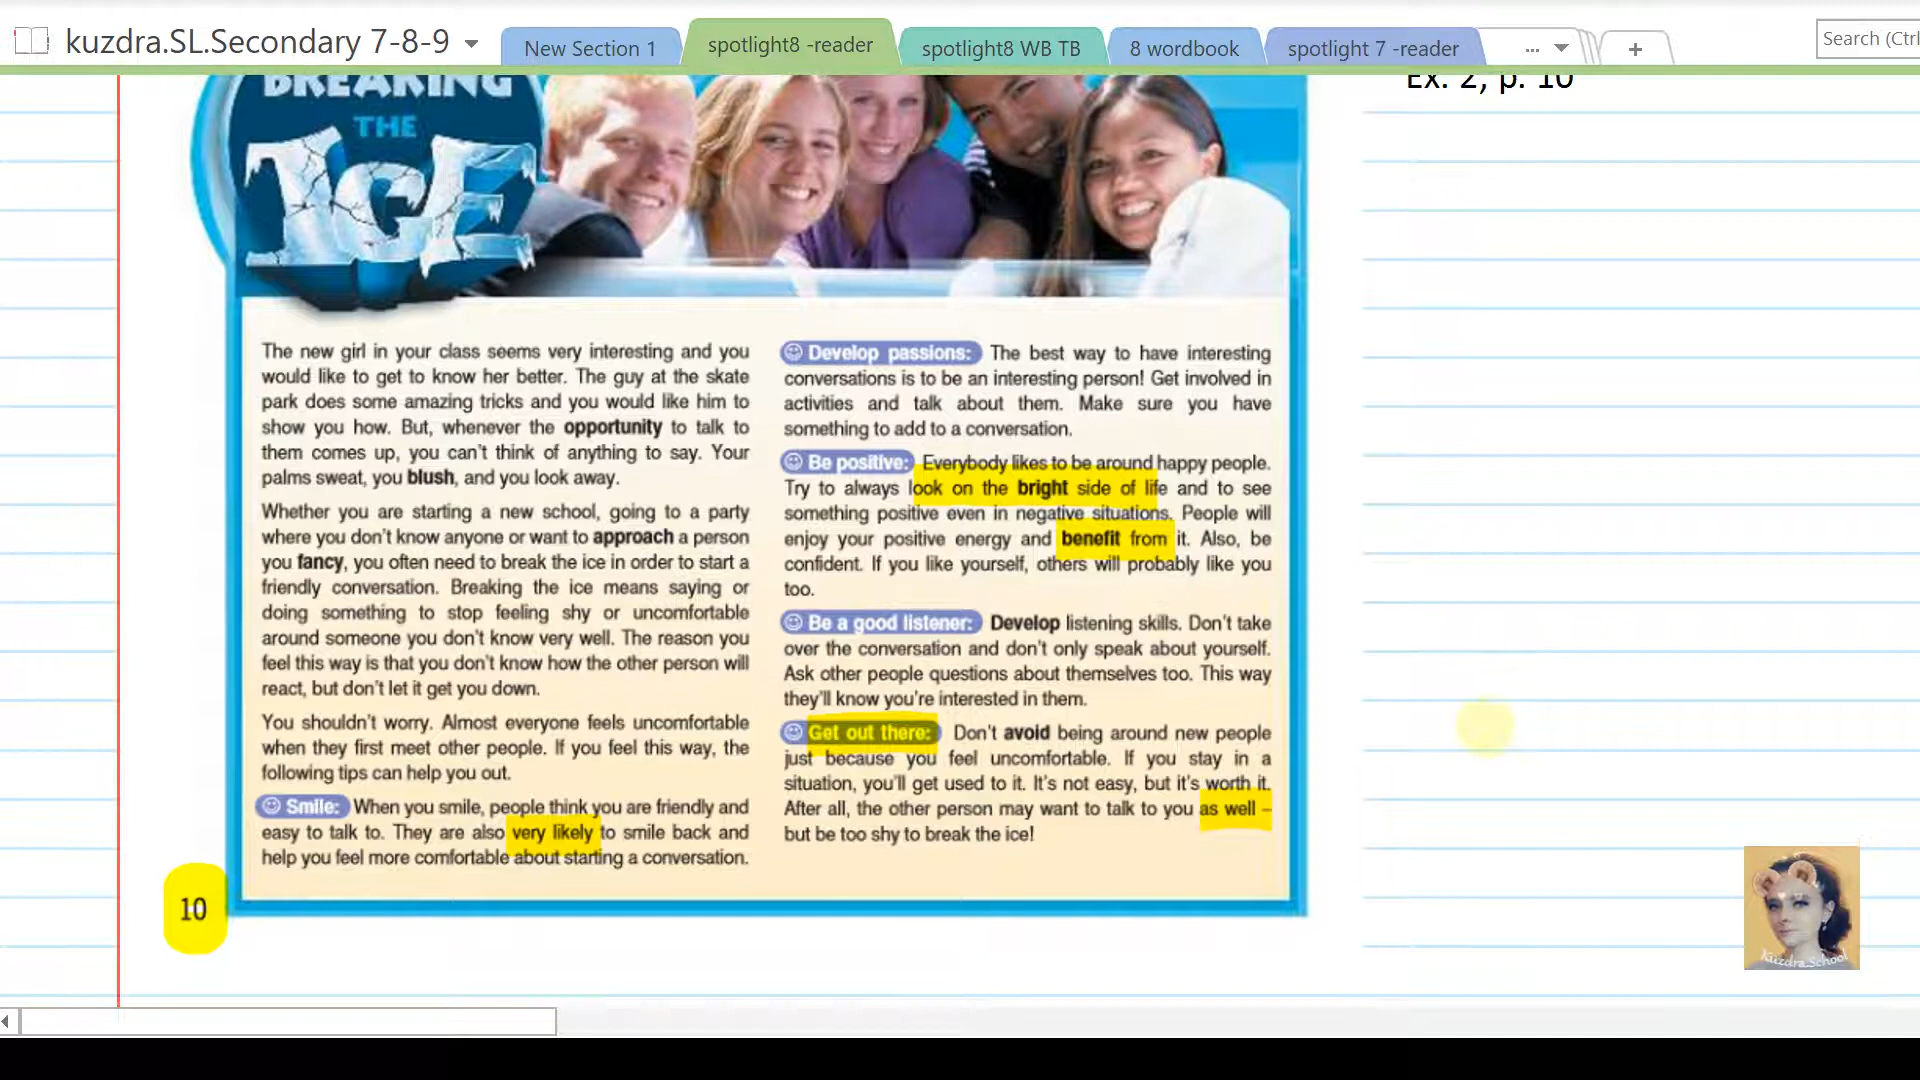 kuzdra.SL.Secondary 7-8-9
New Section 1
spotlight8 -reader
spotlight8 WB TB
8 wordbook
spotlight 7 -reader
...
+
Search (Ctrl
Ex. 2, p. 10
BREAKING
THE
ICE
The new girl in your class seems very interesting and you
would like to get to know her better. The guy at the skate
park does some amazing tricks and you would like him to
show you how. But, whenever the opportunity to talk to
them comes up, you can't think of anything to say. Your
palms sweat, you blush, and you look away.
Whether you are starting a new school, going to a party
where you don't know anyone or want to approach a person
you fancy, you often need to break the ice in order to start a
friendly conversation. Breaking the ice means saying or
doing something to stop feeling shy or uncomfortable
around someone you don't know very well. The reason you
feel this way is that you don't know how the other person will
react, but don't let it get you down.
You shouldn't worry. Almost everyone feels uncomfortable
when they first meet other people. If you feel this way, the
following tips can help you out.
Smile: When you smile, people think you are friendly and
easy to talk to. They are also very likely to smile back and
help you feel more comfortable about starting a conversation.
Develop passions: The best way to have interesting
conversations is to be an interesting person! Get involved in
activities and talk about them. Make sure you have
something to add to a conversation.
Be positive: Everybody likes to be around happy people.
Try to always look on the bright side of life and to see
something positive even in negative situations. People will
enjoy your positive energy and benefit from it. Also, be
confident. If you like yourself, others will probably like you
too.
Be a good listener: Develop listening skills. Don't take
over the conversation and don't only speak about yourself.
Ask other people questions about themselves too. This way
they'll know you're interested in them.
Get out there: Don't avoid being around new people
just because you feel uncomfortable. If you stay in a
situation, you'll get used to it. It's not easy, but it's worth it.
After all, the other person may want to talk to you as well –
but be too shy to break the ice!
10
Kuzdra.School